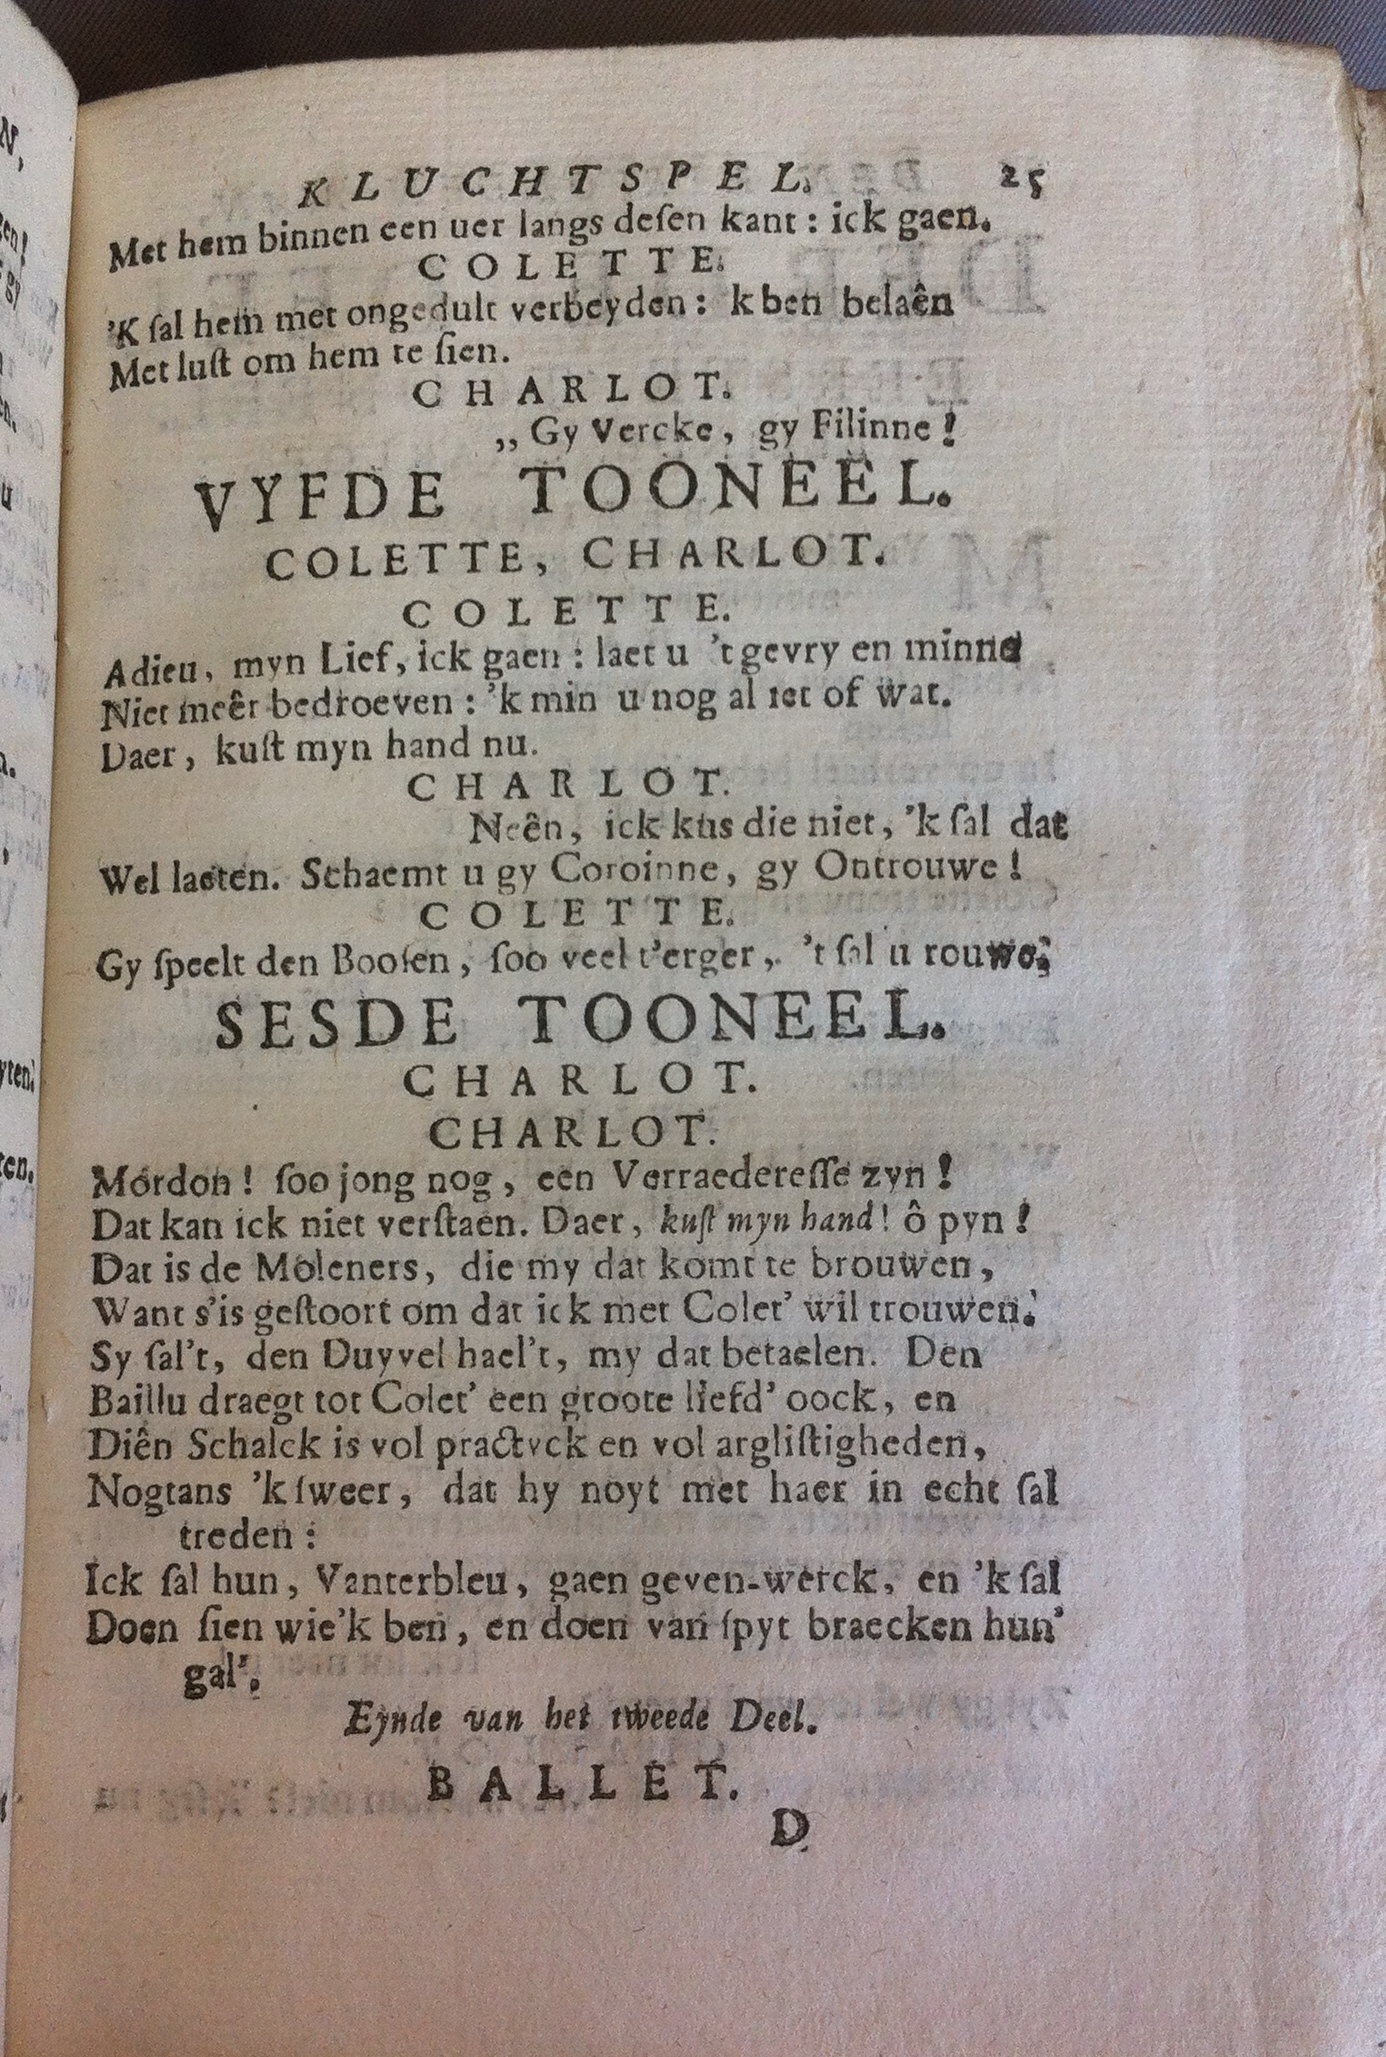 KLUCHTSPEL. 25
Met hem binnen een uer langs deſen kant : ick gaen.
COLETTE.
'K ſal hem met ongedult verbeyden : k ben belaên
Met luſt om hem te ſien.
CHARLOT.
,, Gy Vercke, gy Filinne !
VYFDE TOONEEL.
COLETTE, CHARLOT.
COLETTE.
Adieu, myn Lief, ick gaen : laet u 't gevry en minne
Niet meêr bedroeven : 'k min u nog al iet of wat.
Daer, kuſt myn hand nu.
CHARLOT.
Neên, ick kus die niet, 'k ſal dat
Wel laeten. Schaemt u gy Coroinne, gy Ontrouwe !
COLETTE.
Gy ſpeelt den Booſen, ſoo veel t'erger, 't ſal u rouwe.
SESDE TOONEEL.
CHARLOT.
CHARLOT.
Mordon ! ſoo jong nog, een Verraedereſſe zyn !
Dat kan ick niet verſtaen. Daer, kuſt myn hand ! ô pyn !
Dat is de Moleners, die my dat komt te brouwen,
Want s'is geſtoort om dat ick met Colet' wil trouwen.
Sy ſal't, den Duyvel hael't, my dat betaelen. Den
Baillu draegt tot Colet' een groote liefd' oock, en
Diên Schalck is vol practyck en vol argliſtigheden,
Nogtans 'k ſweer, dat hy noyt met haer in echt ſal
treden :
Ick ſal hun, Vanterbleu, gaen geven-werck, en 'k ſal
Doen ſien wie'k ben, en doen van ſpyt braecken hun'
gal'.
Eynde van het tweede Deel.
BALLET.
D